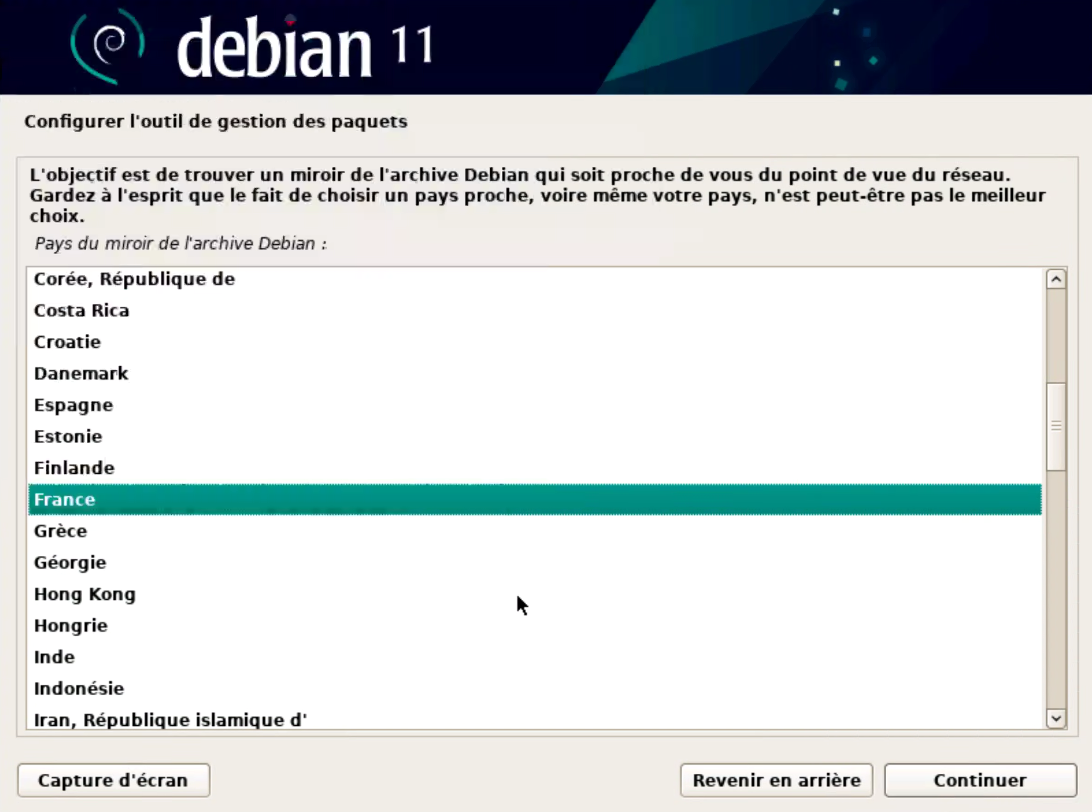 debian 11
Configurer l'outil de gestion des paquets
L'objectif est de trouver un miroir de l'archive Debian qui soit proche de vous du point de vue du réseau.
Gardez à l'esprit que le fait de choisir un pays proche, voire même votre pays, n'est peut-être pas le meilleur
choix.
Pays du miroir de l'archive Debian :
Corée, République de
Costa Rica
Croatie
Danemark
Espagne
Estonie
Finlande
France
Grèce
Géorgie
Hong Kong
Hongrie
Inde
Indonésie
Iran, République islamique d'
Capture d'écran
Revenir en arrière
Continuer